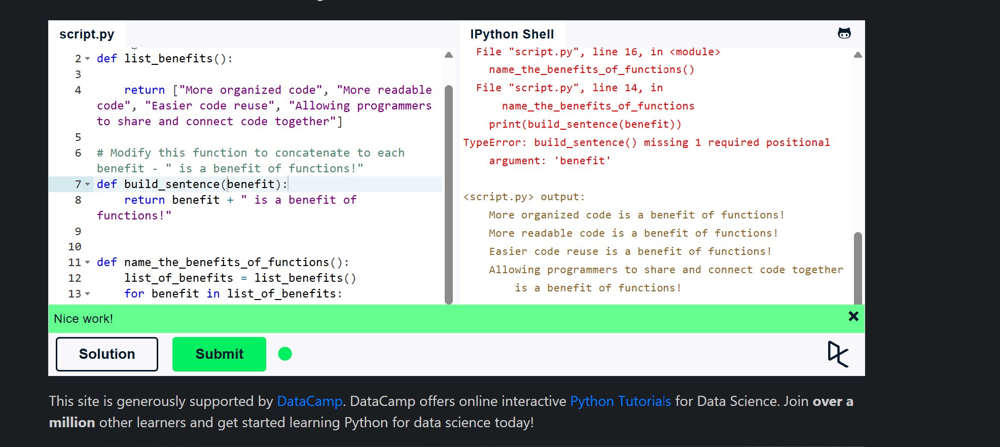 script.py
2 def list_benefits():
3
4     return ["More organized code", "More readable
code", "Easier code reuse", "Allowing programmers
to share and connect code together"]
5
6 # Modify this function to concatenate to each
benefit - " is a benefit of functions!"
7 def build_sentence(benefit):
8     return benefit + " is a benefit of
functions!"
9
10
11 def name_the_benefits_of_functions():
12     list_of_benefits = list_benefits()
13     for benefit in list_of_benefits:
IPython Shell
File "script.py", line 16, in <module>
name_the_benefits_of_functions()
File "script.py", line 14, in
name_the_benefits_of_functions
print(build_sentence(benefit))
TypeError: build_sentence() missing 1 required positional
argument: 'benefit'
<script.py> output:
More organized code is a benefit of functions!
More readable code is a benefit of functions!
Easier code reuse is a benefit of functions!
Allowing programmers to share and connect code together
is a benefit of functions!
Nice work!
Solution
Submit
This site is generously supported by DataCamp. DataCamp offers online interactive Python Tutorials for Data Science. Join over a
million other learners and get started learning Python for data science today!